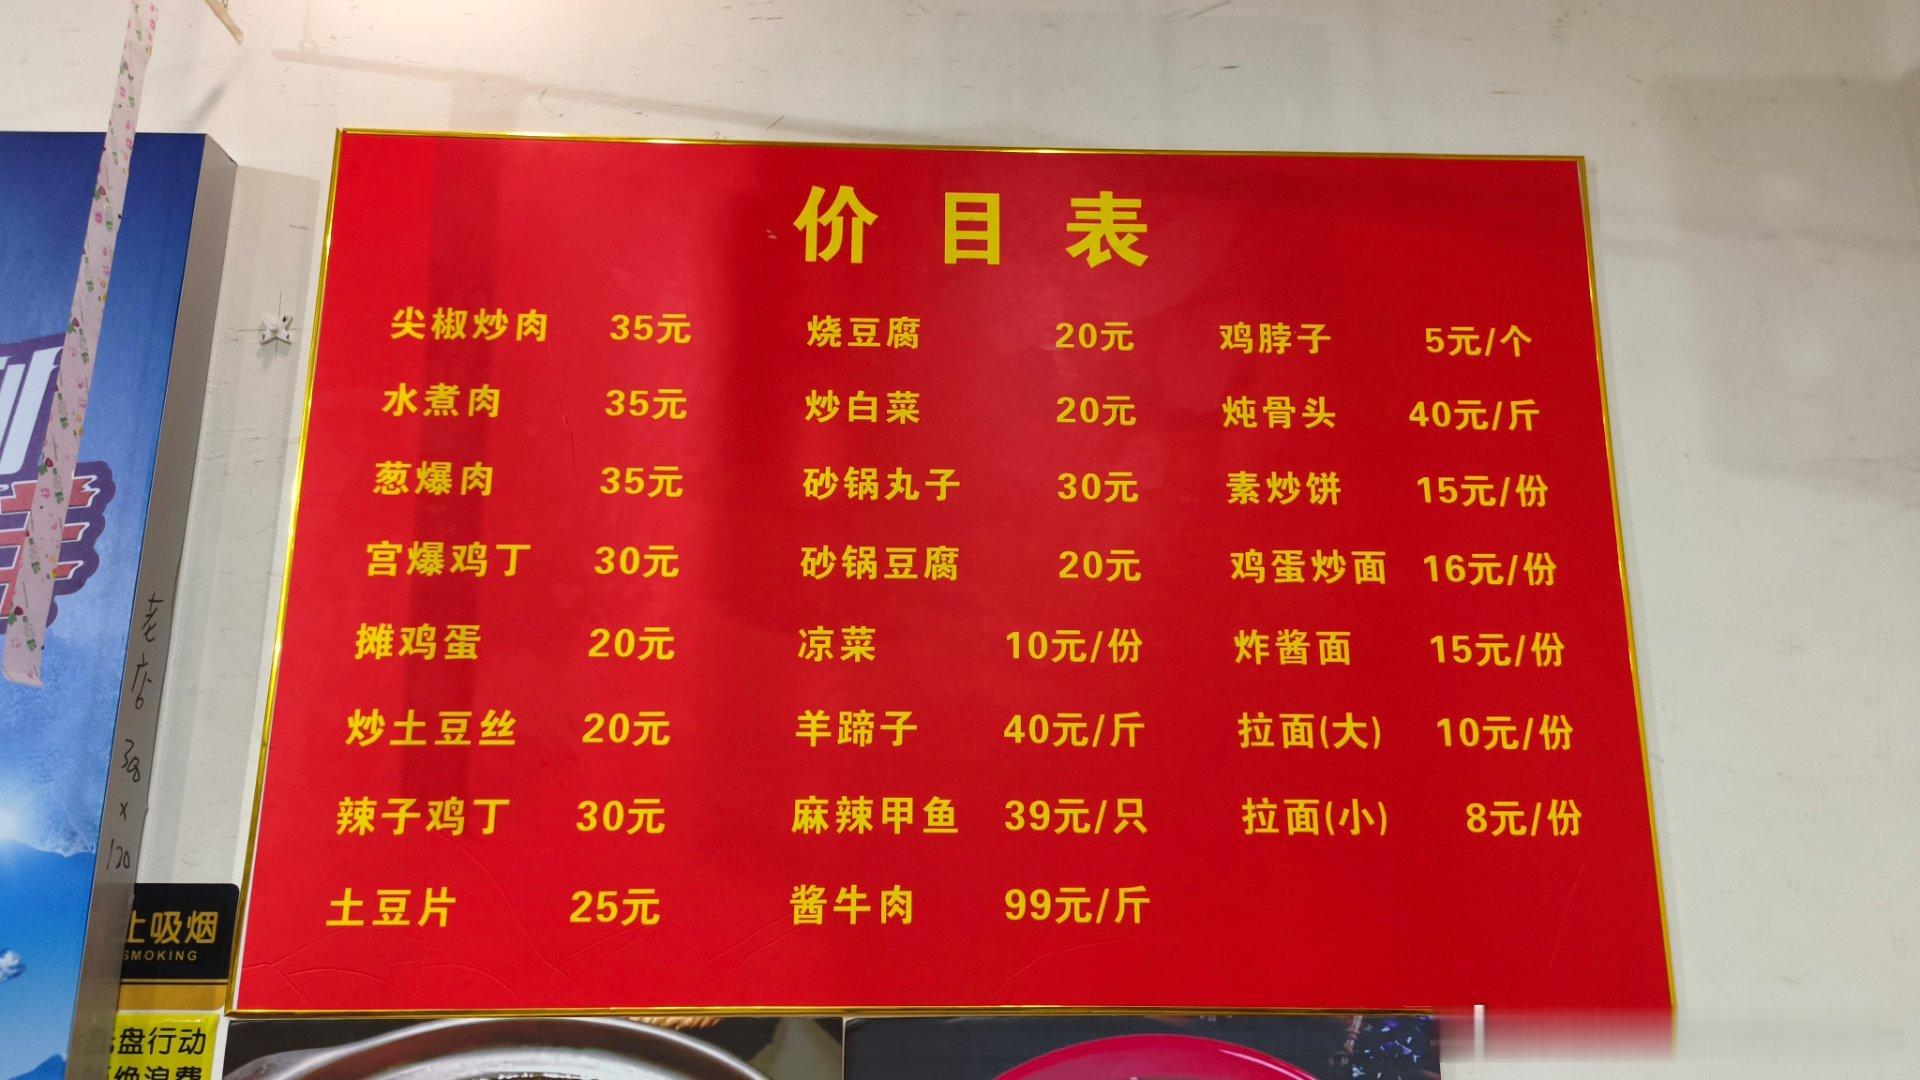 价目表
尖椒炒肉 35元 烧豆腐 20元 鸡脖子 5元/个
水煮肉 35元 炒白菜 20元 炖骨头 40元/斤
葱爆肉 35元 砂锅丸子 30元 素炒饼 15元/份
宫爆鸡丁 30元 砂锅豆腐 20元 鸡蛋炒面 16元/份
摊鸡蛋 20元 凉菜 10元/份 炸酱面 15元/份
炒土豆丝 20元 羊蹄子 40元/斤 拉面(大) 10元/份
辣子鸡丁 30元 麻辣甲鱼 39元/只 拉面(小) 8元/份
土豆片 25元 酱牛肉 99元/斤
老店
120
吸烟
SMOKING
盘行动
绝浪费